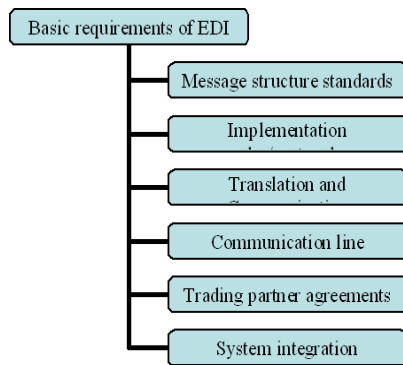 Basic requirements of EDI
Message structure standards
Implementation
Translation and
Communication line
Trading partner agreements
System integration